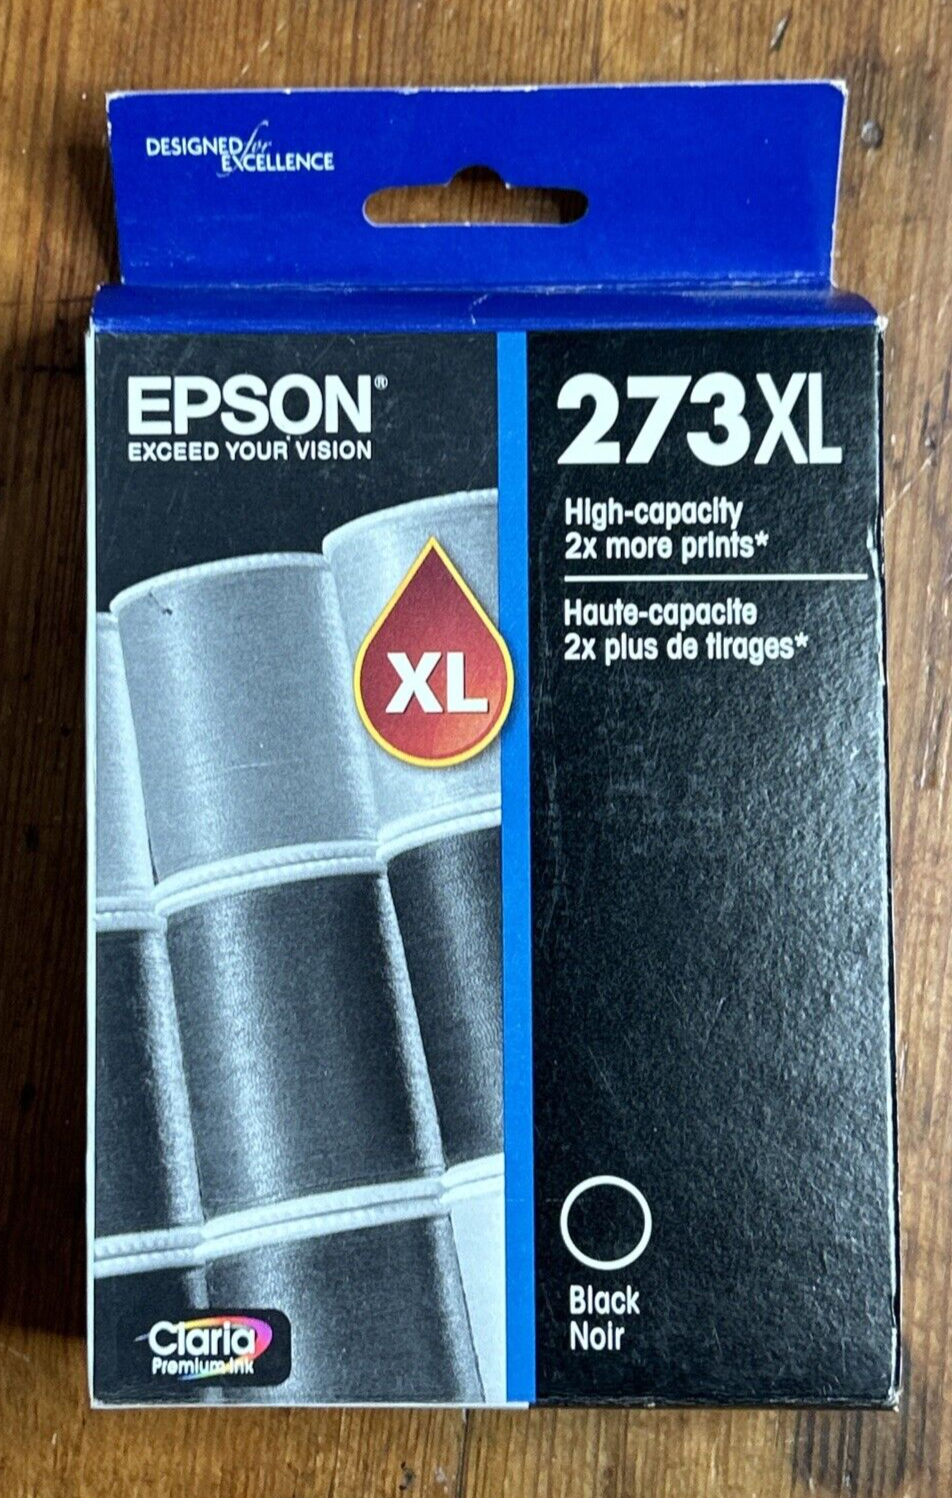 DESIGNED for
EXCELLENCE
EPSON®
EXCEED YOUR VISION
273XL
High-capacity
2x more prints*
Haute-capacite
2x plus de tirages*
XL
Black
Noir
Claria
Premium Ink